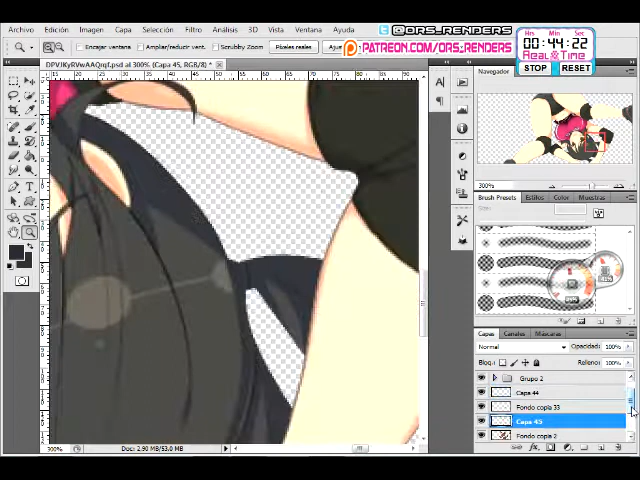 Archivo Edición Imagen Capa Selección Filtro Análisis 3D Vista Ventana Ayuda
@ORS_RENDERS
PATREON.COM/ORS_RENDERS
Hrs Min Sec
00:44:22
Real & Time
STOP RESET
Encajar ventana Ampliar/reducir vent. Scrubby Zoom Píxeles reales
DPVJKyRVwAAQrqf.psd al 300% (Capa 45, RGB/8) *
Navegador
300%
Brush Presets Estilos Color Muestras
Capas Canales Máscaras
Normal Opacidad: 100%
Bloq.: Relleno: 100%
Grupo 2
Capa 44
Fondo copia 33
Capa 45
Fondo copia 2
300% Doc: 2.90 MB/53.0 MB